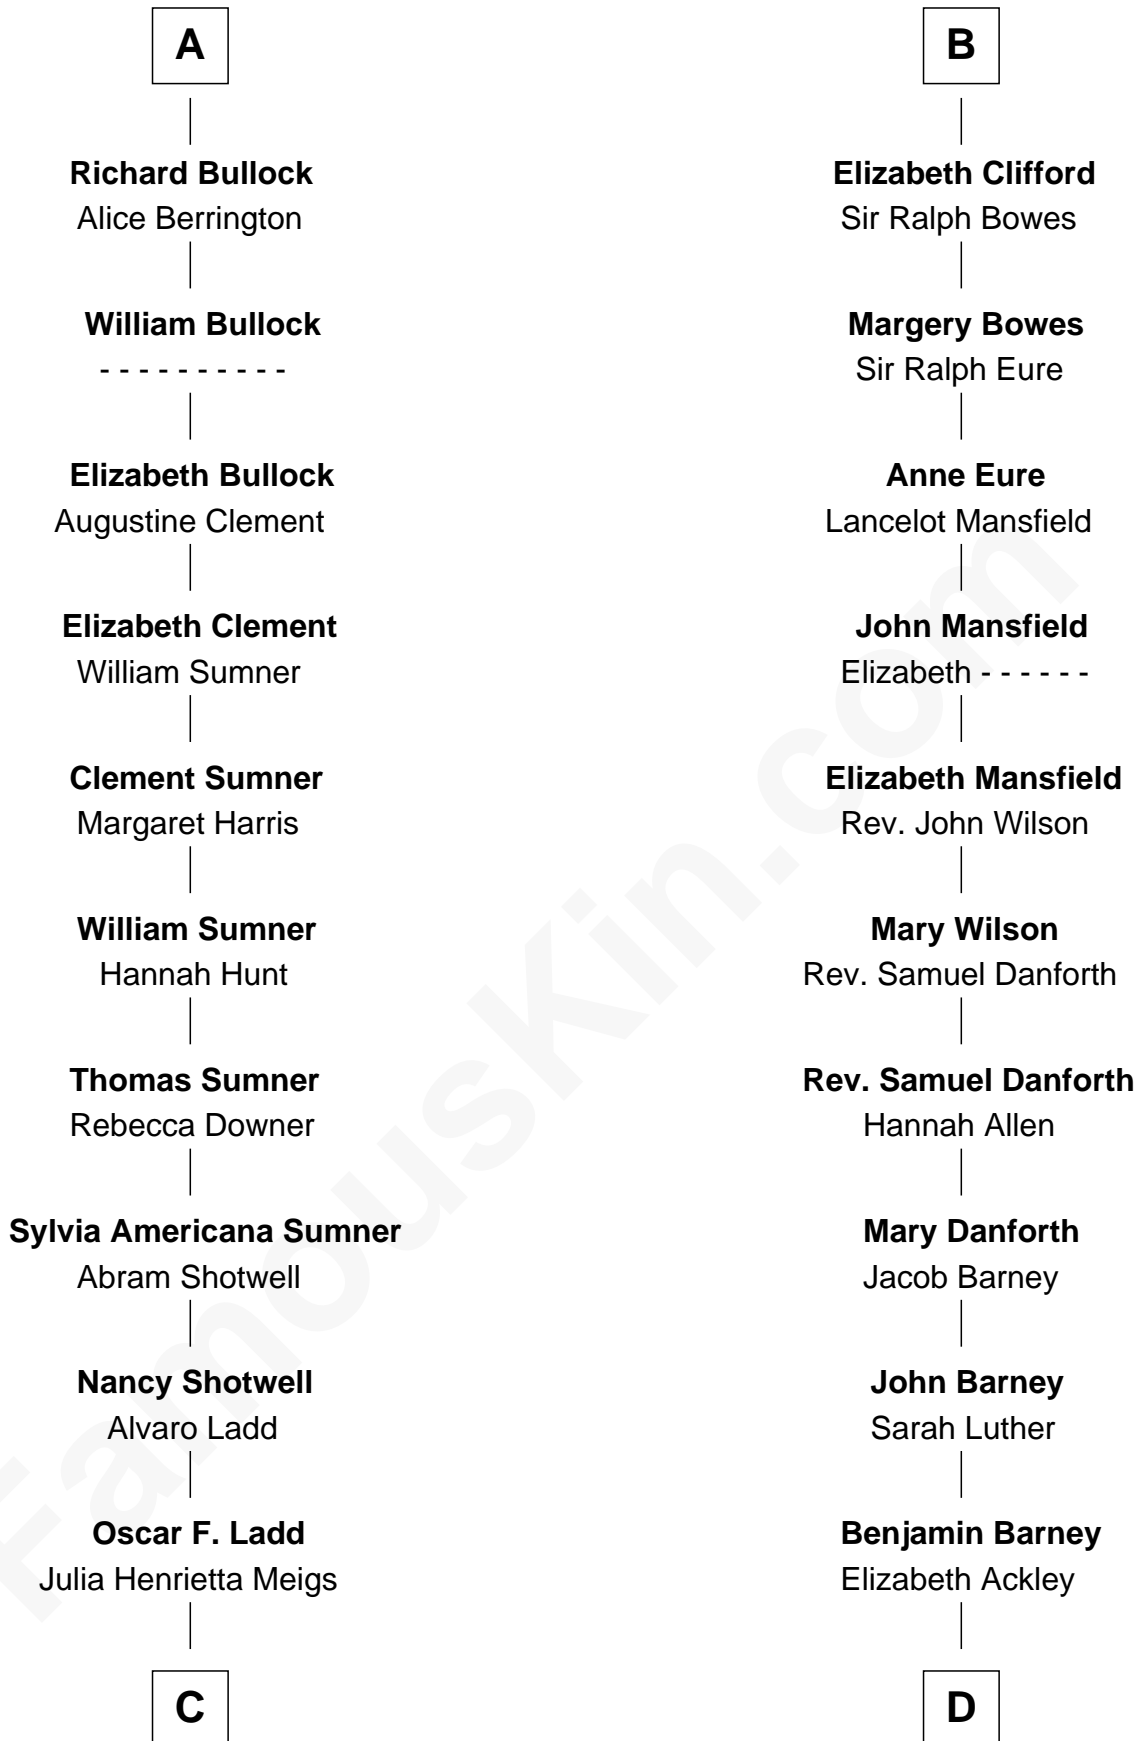 A
Richard Bullock
Alice Berrington
William Bullock
- - - - - - - - - -
Elizabeth Bullock
Augustine Clement
Elizabeth Clement
William Sumner
Clement Sumner
Margaret Harris
William Sumner
Hannah Hunt
Thomas Sumner
Rebecca Downer
Sylvia Americana Sumner
Abram Shotwell
Nancy Shotwell
Alvaro Ladd
Oscar F. Ladd
Julia Henrietta Meigs
C
B
Elizabeth Clifford
Sir Ralph Bowes
Margery Bowes
Sir Ralph Eure
Anne Eure
Lancelot Mansfield
John Mansfield
Elizabeth - - - - - -
Elizabeth Mansfield
Rev. John Wilson
Mary Wilson
Rev. Samuel Danforth
Rev. Samuel Danforth
Hannah Allen
Mary Danforth
Jacob Barney
John Barney
Sarah Luther
Benjamin Barney
Elizabeth Ackley
D
FamousKin.com